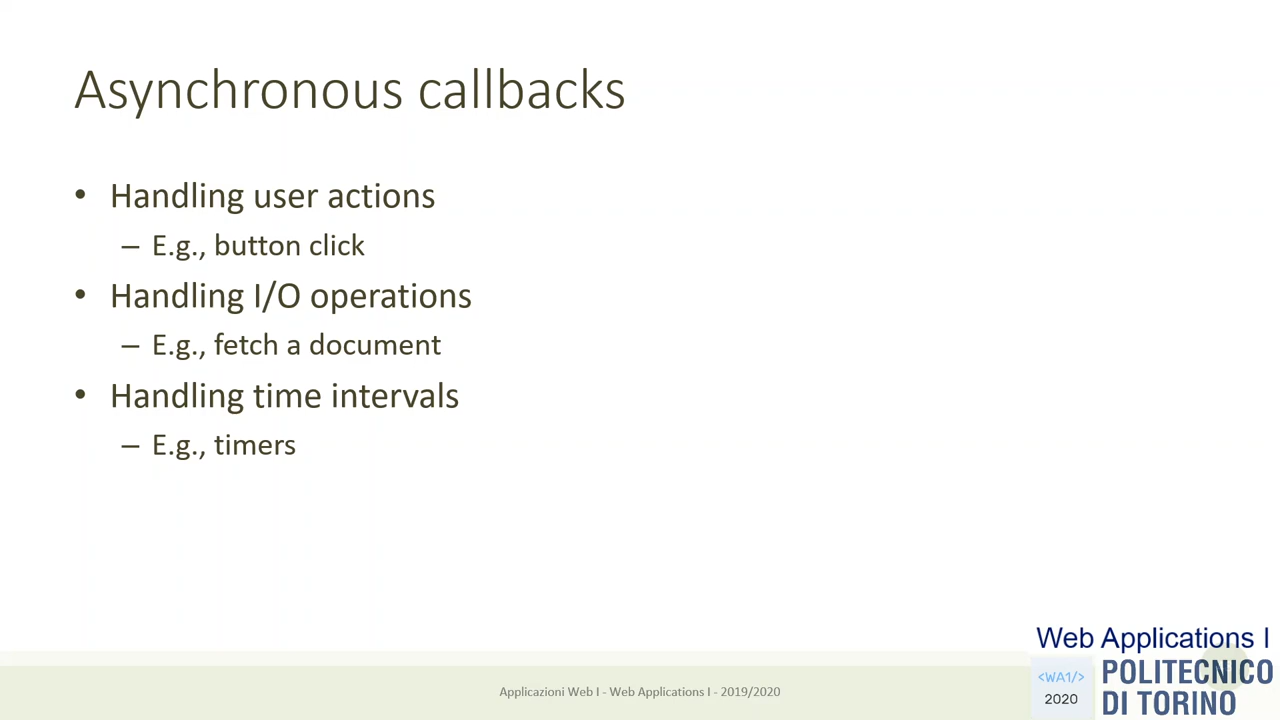 Asynchronous callbacks
• Handling user actions
– E.g., button click
• Handling I/O operations
– E.g., fetch a document
• Handling time intervals
– E.g., timers
Web Applications I
Applicazioni Web I - Web Applications I - 2019/2020
<WA1/>
2020
POLITECNICO
DI TORINO